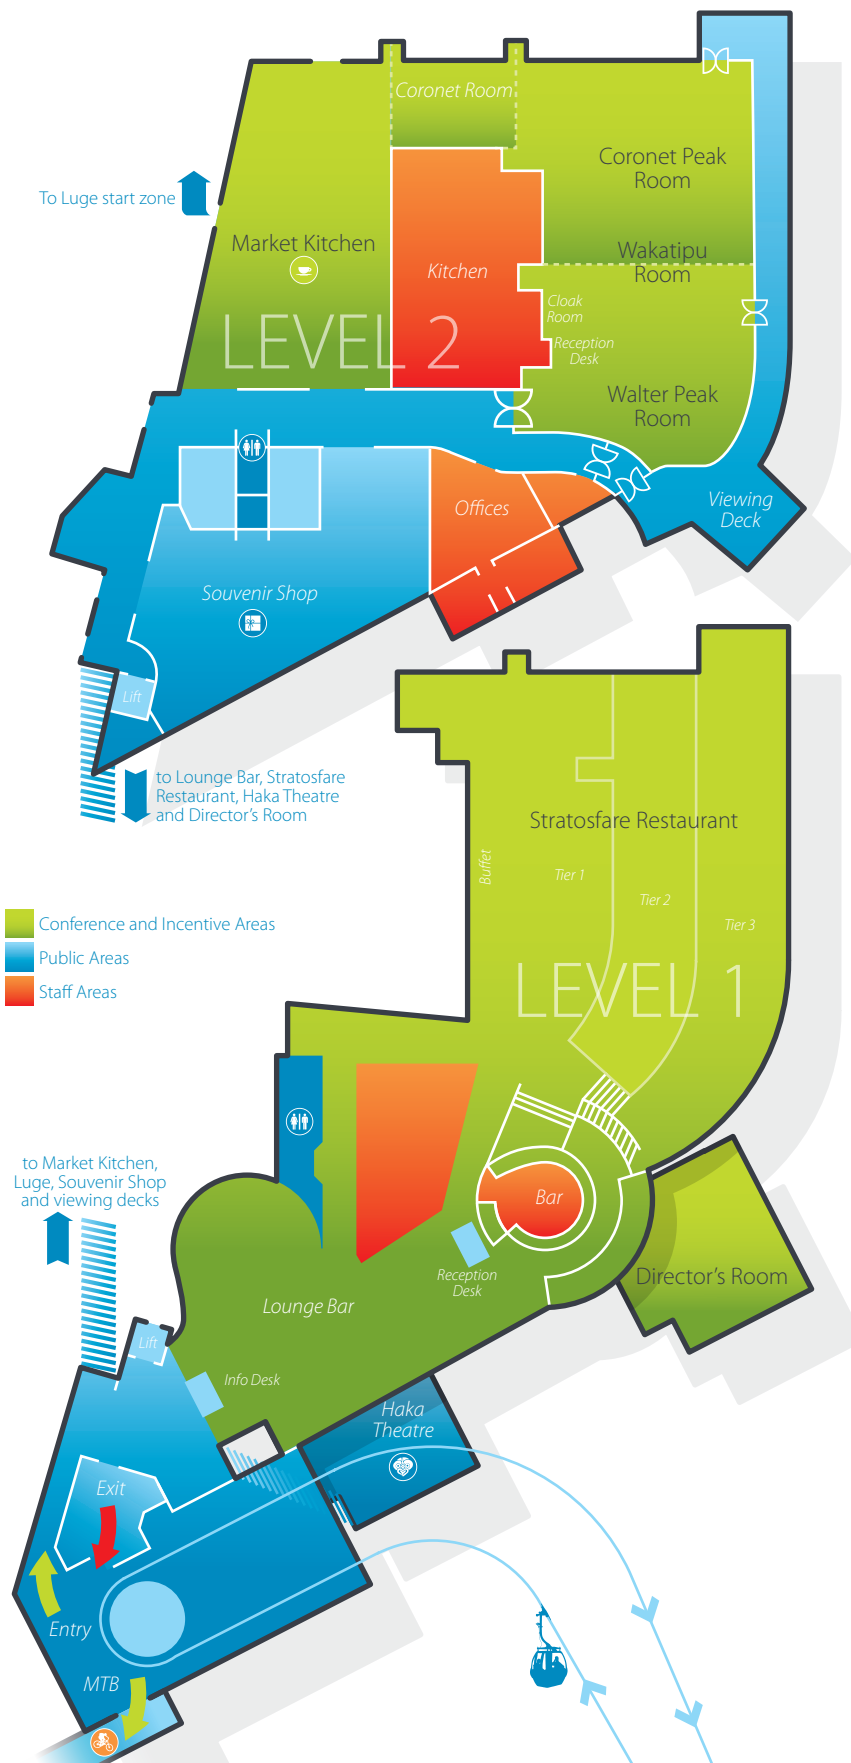 Coronet Room
Coronet Peak
Room
To Luge start zone
Market Kitchen
Wakatipu
Room
Kitchen
Cloak
Room
LEVEL 2
Reception
Desk
Walter Peak
Room
Offices
Viewing
Deck
Souvenir Shop
Lift
to Lounge Bar, Stratosfare
Restaurant, Haka Theatre
and Director's Room
Stratosfare Restaurant
Buffet
Tier 1
Tier 2
Tier 3
Conference and Incentive Areas
Public Areas
Staff Areas
LEVEL 1
to Market Kitchen,
Luge, Souvenir Shop
and viewing decks
Bar
Reception
Desk
Director's Room
Lounge Bar
Lift
Info Desk
Haka
Theatre
Exit
Entry
MTB